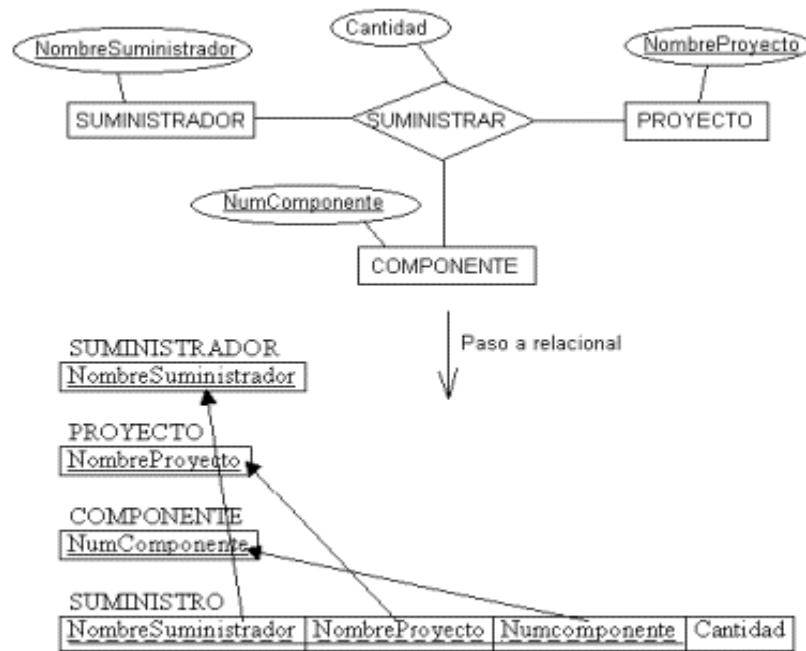 Cantidad
NombreSuministrador
NombreProyecto
SUMINISTRADOR
SUMINISTRAR
PROYECTO
NumComponente
COMPONENTE
Paso a relacional
SUMINISTRADOR
NombreSuministrador
PROYECTO
NombreProyecto
COMPONENTE
NumComponente
SUMINISTRO
NombreSuministrador NombreProyecto Numcomponente Cantidad